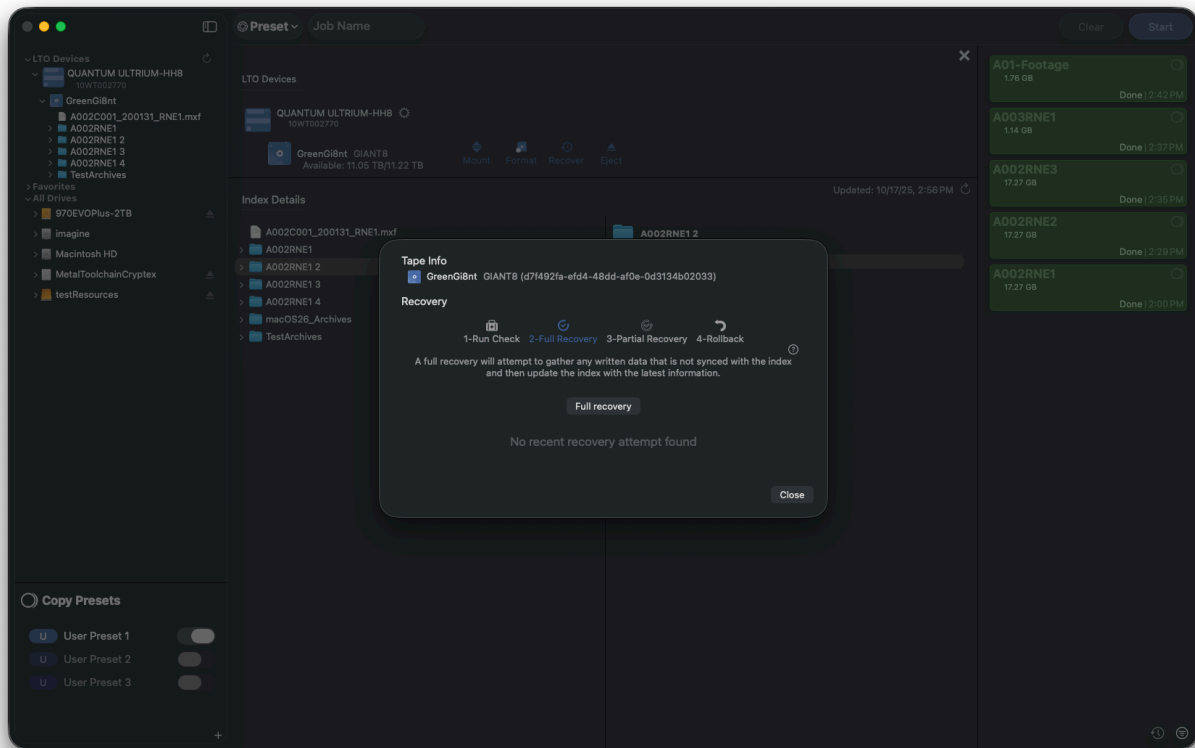 Preset
Job Name
Clear
Start
LTO Devices
QUANTUM ULTRIUM-HH8
10WT002770
GreenGi8nt
A002C001_200131_RNE1.mxf
A002RNE1
A002RNE1 2
A002RNE1 3
A002RNE1 4
TestArchives
Favorites
All Drives
970EVOPlus-2TB
imagine
Macintosh HD
MetalToolchainCryptex
testResources
Copy Presets
U User Preset 1
U User Preset 2
U User Preset 3
LTO Devices
QUANTUM ULTRIUM-HH8
10WT002770
GreenGi8nt GIANT8
Available: 11.05 TB/11.22 TB
Mount Format Recover Eject
Updated: 10/17/25, 2:56 PM
Index Details
A002C001_200131_RNE1.mxf
A002RNE1
A002RNE1 2
A002RNE1 3
A002RNE1 4
macOS26_Archives
TestArchives
A002RNE1 2
Tape Info
GreenGi8nt GIANT8 (d7f492fa-efd4-48dd-af0e-0d3134b02033)
Recovery
1-Run Check 2-Full Recovery 3-Partial Recovery 4-Rollback
A full recovery will attempt to gather any written data that is not synced with the index
and then update the index with the latest information.
Full recovery
No recent recovery attempt found
Close
A01-Footage
1.76 GB
Done | 2:42 PM
A003RNE1
1.14 GB
Done | 2:37 PM
A002RNE3
17.27 GB
Done | 2:35 PM
A002RNE2
17.27 GB
Done | 2:29 PM
A002RNE1
17.27 GB
Done | 2:00 PM